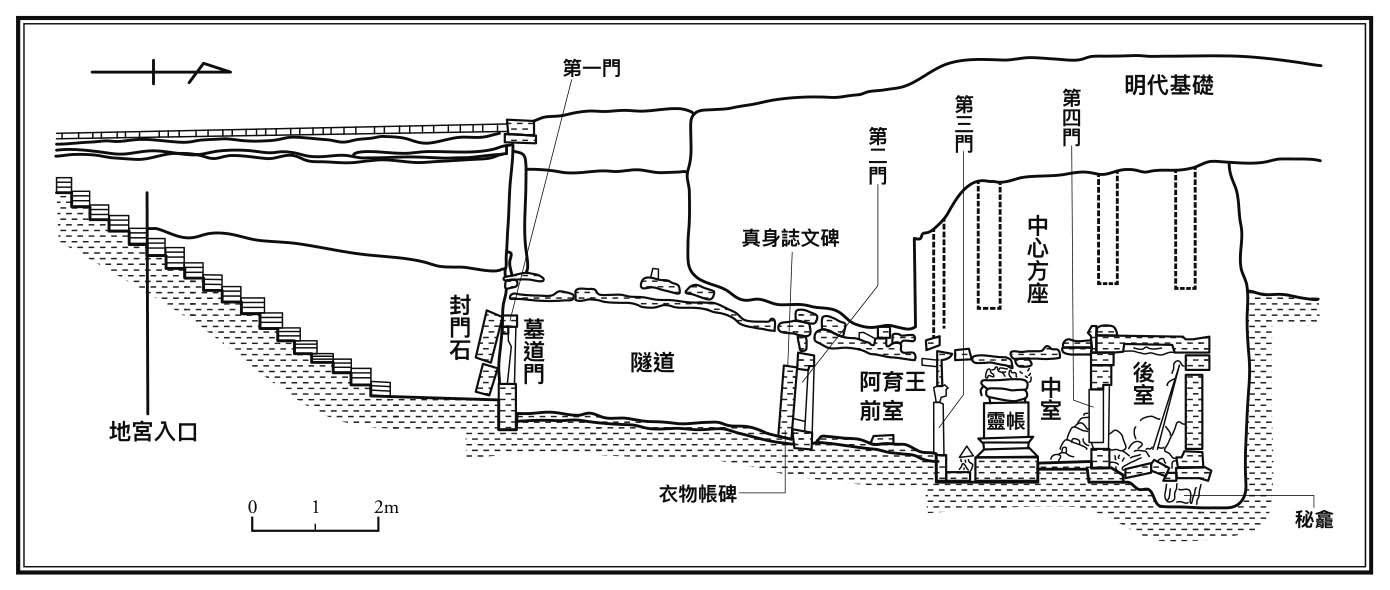 第一門
明代基礎
第二門
第三門
第四門
真身誌文碑
中心方座
封門石
墓道門
隧道
阿育王
前室
靈帳
中室
後室
地宮入口
衣物帳碑
秘龕
0 1 2m